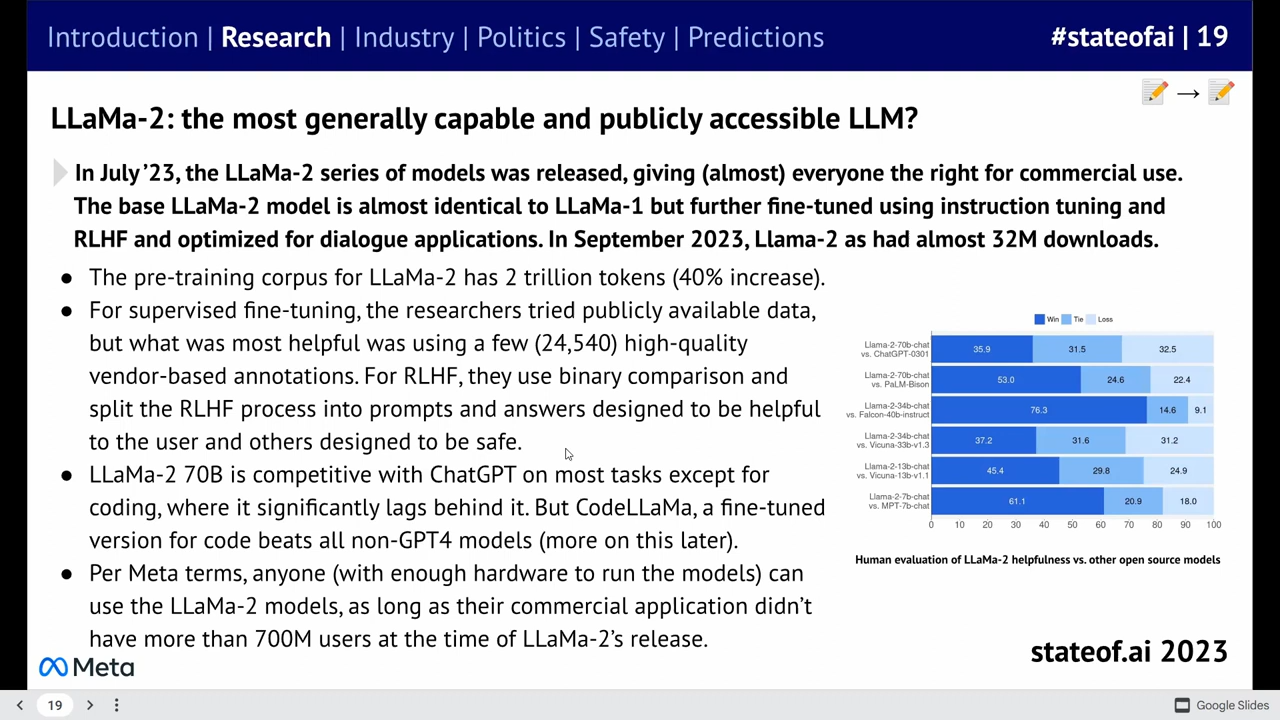 Introduction | Research | Industry | Politics | Safety | Predictions
#stateofai | 19
LLaMa-2: the most generally capable and publicly accessible LLM?
In July '23, the LLaMa-2 series of models was released, giving (almost) everyone the right for commercial use.
The base LLaMa-2 model is almost identical to LLaMa-1 but further fine-tuned using instruction tuning and
RLHF and optimized for dialogue applications. In September 2023, Llama-2 as had almost 32M downloads.
● The pre-training corpus for LLaMa-2 has 2 trillion tokens (40% increase).
● For supervised fine-tuning, the researchers tried publicly available data,
but what was most helpful was using a few (24,540) high-quality
vendor-based annotations. For RLHF, they use binary comparison and
split the RLHF process into prompts and answers designed to be helpful
to the user and others designed to be safe.
● LLaMa-2 70B is competitive with ChatGPT on most tasks except for
coding, where it significantly lags behind it. But CodeLLaMa, a fine-tuned
version for code beats all non-GPT4 models (more on this later).
● Per Meta terms, anyone (with enough hardware to run the models) can
use the LLaMa-2 models, as long as their commercial application didn't
have more than 700M users at the time of LLaMa-2's release.
Win Tie Loss
Llama-2-70b-chat
vs. ChatGPT-0301
35.9 31.5 32.5
Llama-2-70b-chat
vs. PaLM-Bison
53.0 24.6 22.4
Llama-2-34b-chat
vs. Falcon-40b-instruct
76.3 14.6 9.1
Llama-2-34b-chat
vs. Vicuna-33b-v1.3
37.2 31.6 31.2
Llama-2-13b-chat
vs. Vicuna-13b-v1.1
45.4 29.8 24.9
Llama-2-7b-chat
vs. MPT-7b-chat
61.1 20.9 18.0
0 10 20 30 40 50 60 70 80 90 100
Human evaluation of LLaMa-2 helpfulness vs. other open source models
Meta
stateof.ai 2023
19
Google Slides